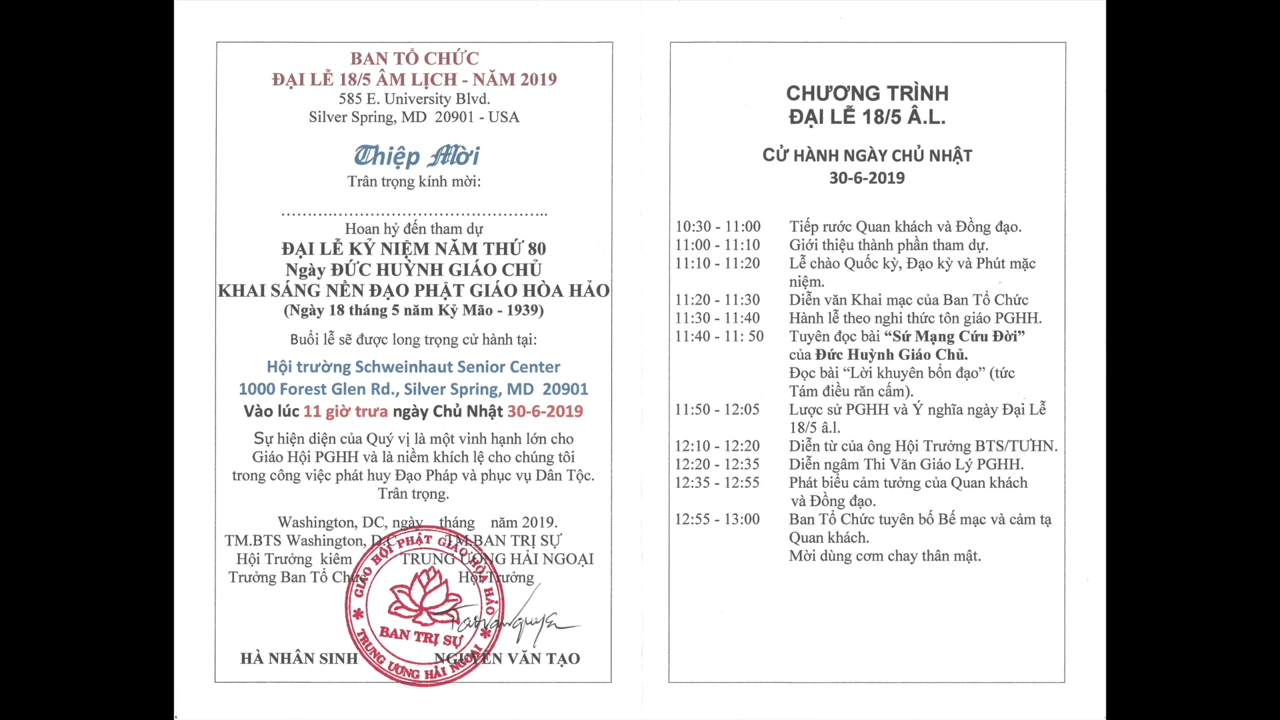 BAN TỔ CHỨC
ĐẠI LỄ 18/5 ÂM LỊCH - NĂM 2019
585 E. University Blvd.
Silver Spring, MD 20901 - USA
Thiệp Mời
Trân trọng kính mời:
.................................................
Hoan hỷ đến tham dự
ĐẠI LỄ KỶ NIỆM NĂM THỨ 80
Ngày ĐỨC HUỲNH GIÁO CHỦ
KHAI SÁNG NỀN ĐẠO PHẬT GIÁO HÒA HẢO
(Ngày 18 tháng 5 năm Kỷ Mão - 1939)
Buổi lễ sẽ được long trọng cử hành tại:
Hội trường Schweinhaut Senior Center
1000 Forest Glen Rd., Silver Spring, MD 20901
Vào lúc 11 giờ trưa ngày Chủ Nhật 30-6-2019
Sự hiện diện của Quý vị là một vinh hạnh lớn cho
Giáo Hội PGHH và là niềm khích lệ cho chúng tôi
trong công việc phát huy Đạo Pháp và phục vụ Dân Tộc.
Trân trọng.
Washington, DC, ngày tháng năm 2019.
TM.BTS Washington, D.C TM.BAN TRỊ SỰ
Hội Trưởng kiêm TRUNG ƯƠNG HẢI NGOẠI
Trưởng Ban Tổ Chức Hội Trưởng
GIÁO HỘI PHẬT GIÁO HÒA HẢO
BAN TRỊ SỰ
TRUNG ƯƠNG HẢI NGOẠI
HÀ NHÂN SINH NGUYỄN VĂN TẠO
CHƯƠNG TRÌNH
ĐẠI LỄ 18/5 Â.L.
CỬ HÀNH NGÀY CHỦ NHẬT
30-6-2019
10:30 - 11:00 Tiếp rước Quan khách và Đồng đạo.
11:00 - 11:10 Giới thiệu thành phần tham dự.
11:10 - 11:20 Lễ chào Quốc kỳ, Đạo kỳ và Phút mặc
niệm.
11:20 - 11:30 Diễn văn Khai mạc của Ban Tổ Chức
11:30 - 11:40 Hành lễ theo nghi thức tôn giáo PGHH.
11:40 - 11: 50 Tuyên đọc bài “Sứ Mạng Cứu Đời”
của Đức Huỳnh Giáo Chủ.
Đọc bài “Lời khuyên bổn đạo” (tức
Tám điều răn cấm).
11:50 - 12:05 Lược sử PGHH và Ý nghĩa ngày Đại Lễ
18/5 â.l.
12:10 - 12:20 Diễn từ của ông Hội Trưởng BTS/TUHN.
12:20 - 12:35 Diễn ngâm Thi Văn Giáo Lý PGHH.
12:35 - 12:55 Phát biểu cảm tưởng của Quan khách
và Đồng đạo.
12:55 - 13:00 Ban Tổ Chức tuyên bố Bế mạc và cảm tạ
Quan khách.
Mời dùng cơm chay thân mật.